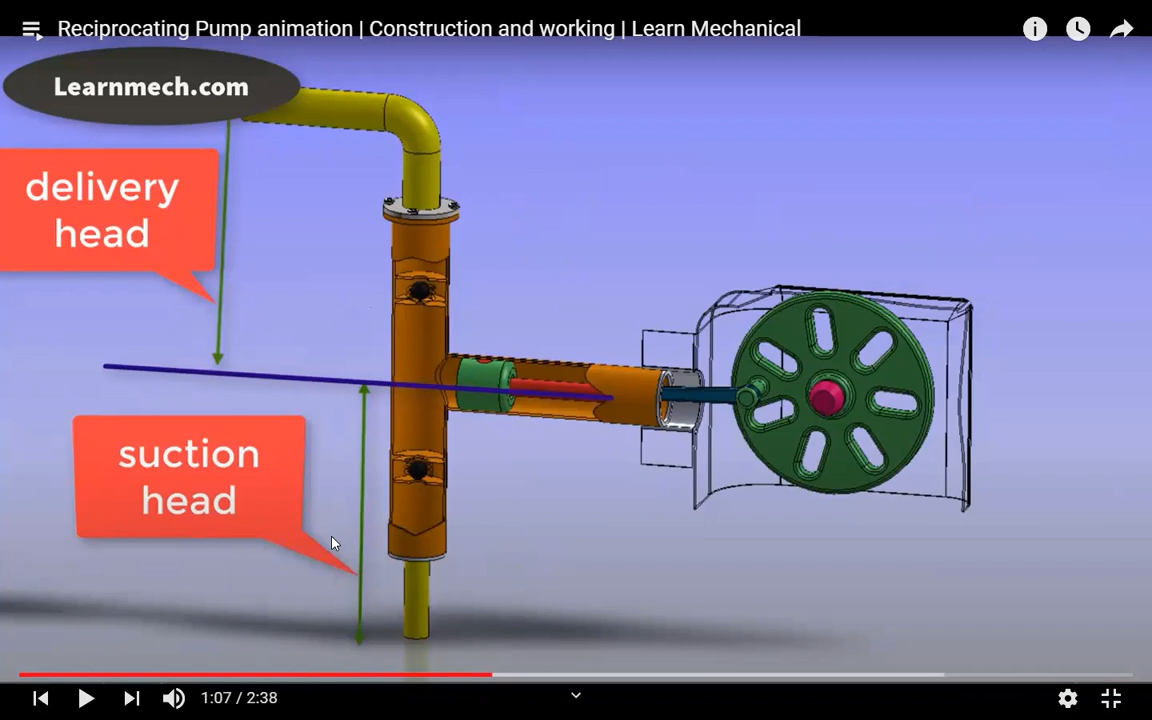 Reciprocating Pump animation | Construction and working | Learn Mechanical
Learnmech.com
delivery
head
suction
head
1:07 / 2:38